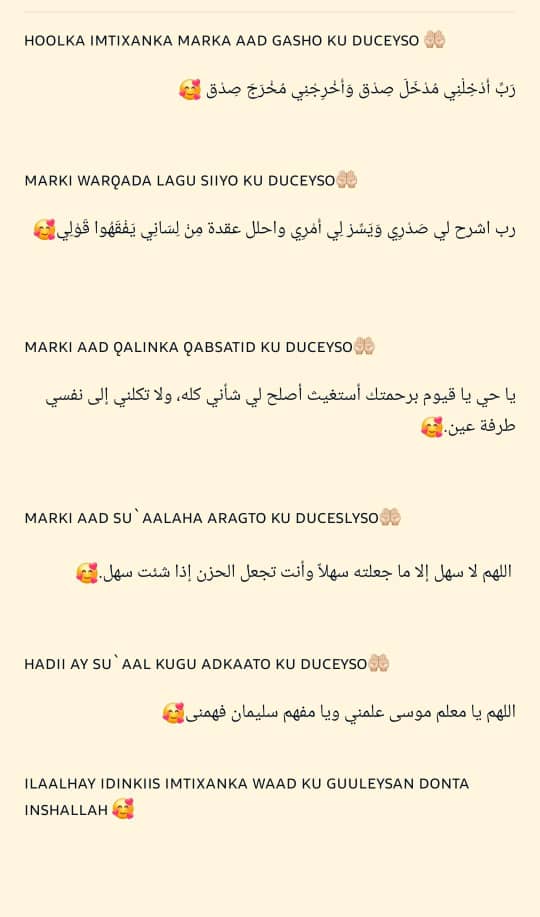 HOOLKA IMTIXANKA MARKA AAD GASHO KU DUCEYSO 🤲🏻
رَبِّ أَدْخِلْنِي مُدْخَلَ صِدْق وَأَخْرِجْنِي مُخْرَجَ صِدْق 🥰
MARKI WARQADA LAGU SIIYO KU DUCEYSO🤲🏻
رب اشرح لي صَدْرِي وَيَسِّرْ لِي أَمْرِي واحلل عقدة مِنْ لِسَانِي يَفْقَهُوا قَوْلِي🥰
MARKI AAD QALINKA QABSATID KU DUCEYSO🤲🏻
يا حي يا قيوم برحمتك أستغيث أصلح لي شأني كله، ولا تكلني إلى نفسي
طرفة عين.🥰
MARKI AAD SU`AALAHA ARAGTO KU DUCESLYSO🤲🏻
اللهم لا سهل إلا ما جعلته سهلاً وأنت تجعل الحزن إذا شئت سهل.🥰
HADII AY SU`AAL KUGU ADKAATO KU DUCEYSO🤲🏻
اللهم يا معلم موسى علمني ويا مفهم سليمان فهمنى🥰
ILAALHAY IDINKIIS IMTIXANKA WAAD KU GUULEYSAN DONTA
INSHALLAH 🥰